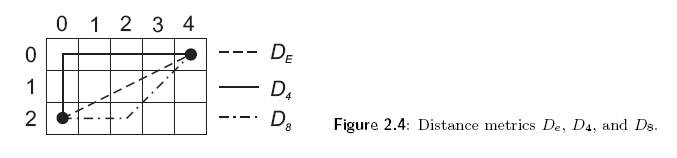 0 1 2 3 4
0 D_E
1 D_4
2 D_8
Figure 2.4: Distance metrics D_e, D_4, and D_8.